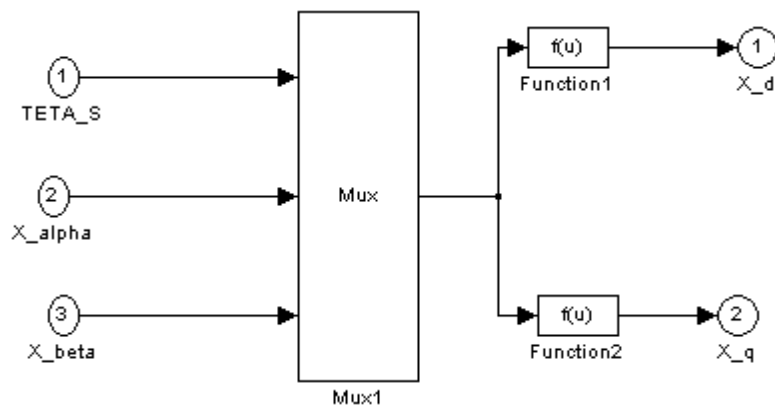 1
TETA_S
2
X_alpha
3
X_beta
Mux
Mux1
f(u)
Function1
1
X_d
f(u)
Function2
2
X_q